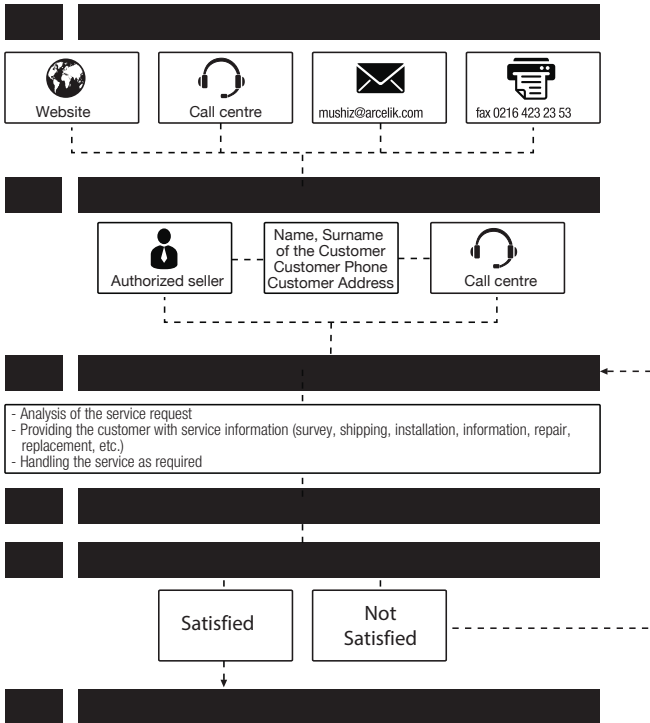 Website
Call centre
mushiz@arcelik.com
fax 0216 423 23 53
Authorized seller
Name, Surname
of the Customer
Customer Phone
Customer Address
Call centre
- Analysis of the service request
- Providing the customer with service information (survey, shipping, installation, information, repair,
replacement, etc.)
- Handling the service as required
Satisfied
Not
Satisfied